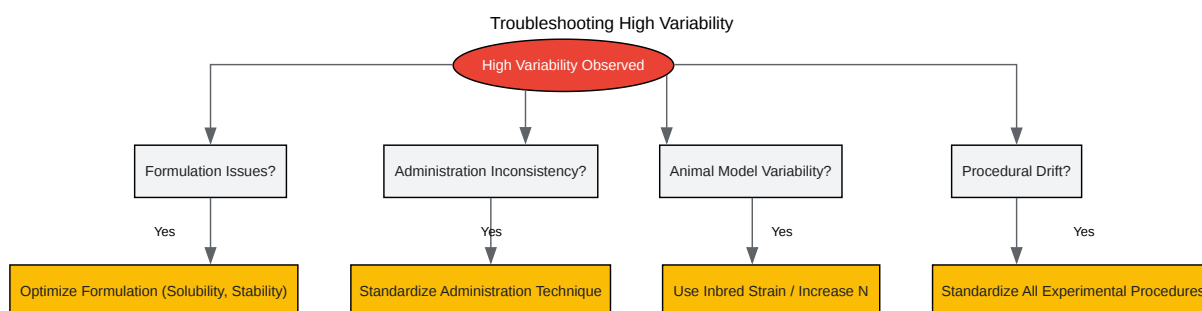 Troubleshooting High Variability
High Variability Observed
Formulation Issues?
Administration Inconsistency?
Animal Model Variability?
Procedural Drift?
Yes
Yes
Yes
Yes
Optimize Formulation (Solubility, Stability)
Standardize Administration Technique
Use Inbred Strain / Increase N
Standardize All Experimental Procedures